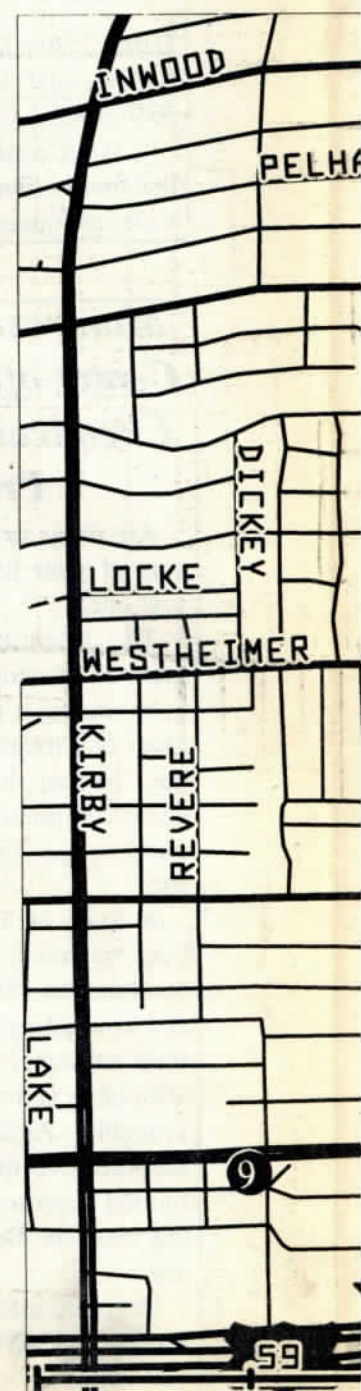 INWOOD
PELHA
DICKEY
LOCKE
WESTHEIMER
KIRBY
REVERE
LAKE
9
59